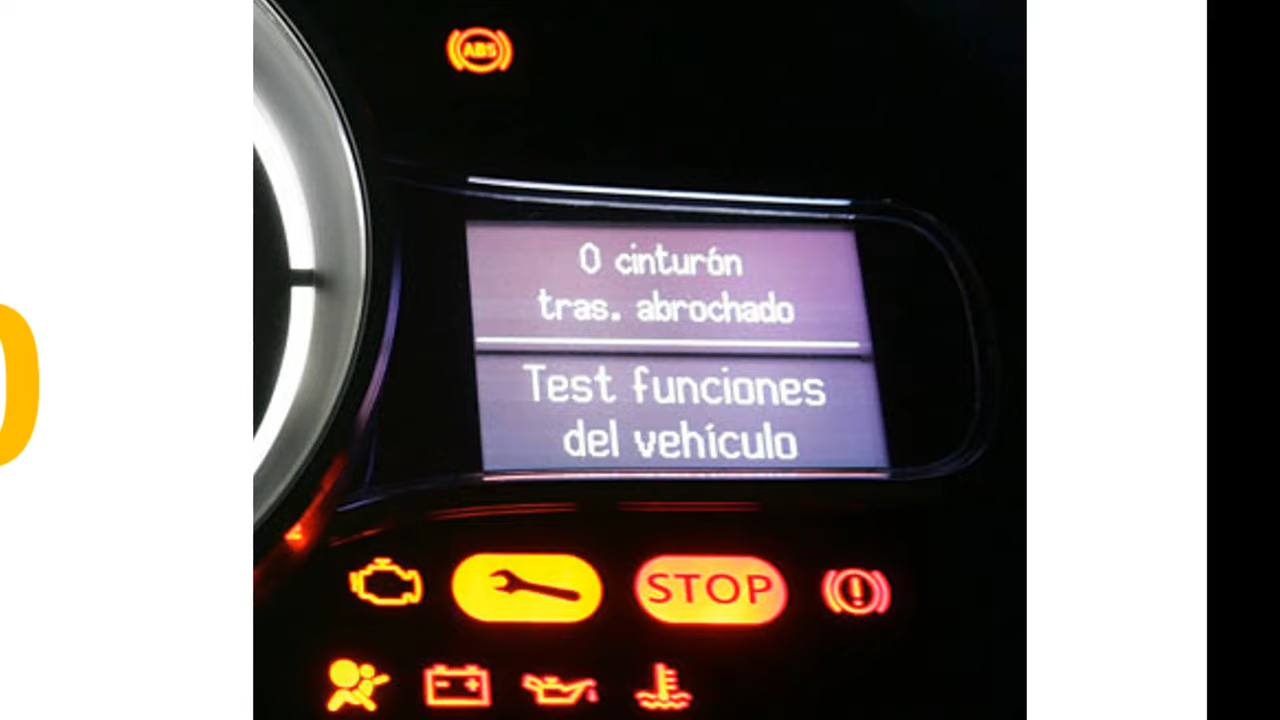 ABS
0 cinturón
tras. abrochado
Test funciones
del vehículo
STOP